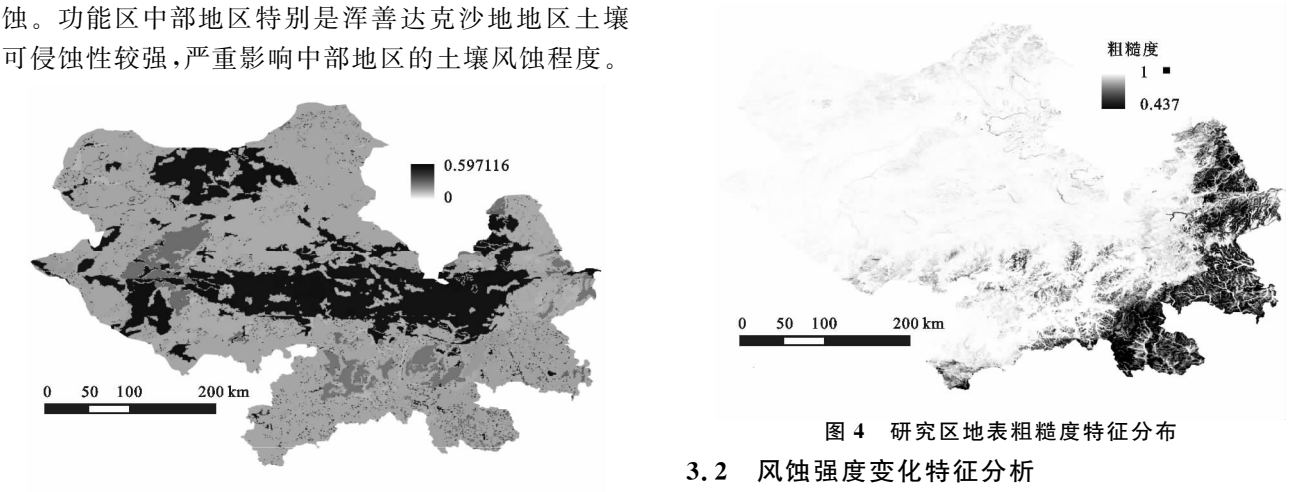 蚀。功能区中部地区特别是浑善达克沙地地区土壤
可侵蚀性较强,严重影响中部地区的土壤风蚀程度。
0.597116
0
0 50 100 200 km
粗糙度
1
0.437
0 50 100 200 km
图 4 研究区地表粗糙度特征分布
3.2 风蚀强度变化特征分析